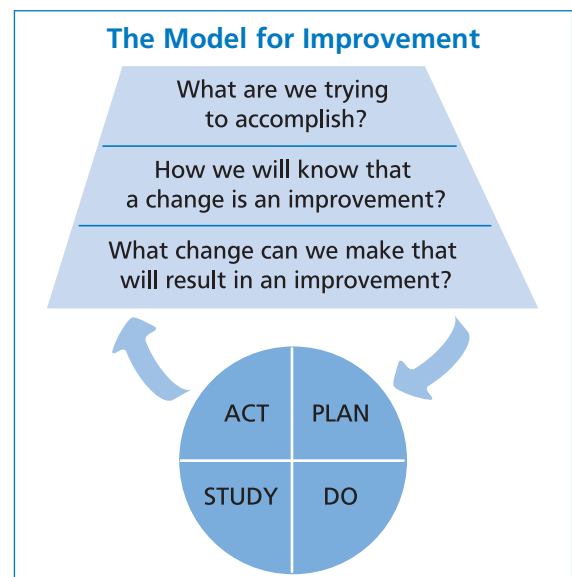 The Model for Improvement
What are we trying
to accomplish?
How we will know that
a change is an improvement?
What change can we make that
will result in an improvement?
ACT PLAN
STUDY DO